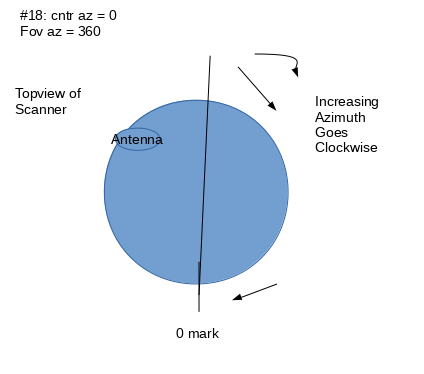 #18: cntr az = 0
Fov az = 360
Topview of
Scanner
Antenna
Increasing
Azimuth
Goes
Clockwise
0 mark